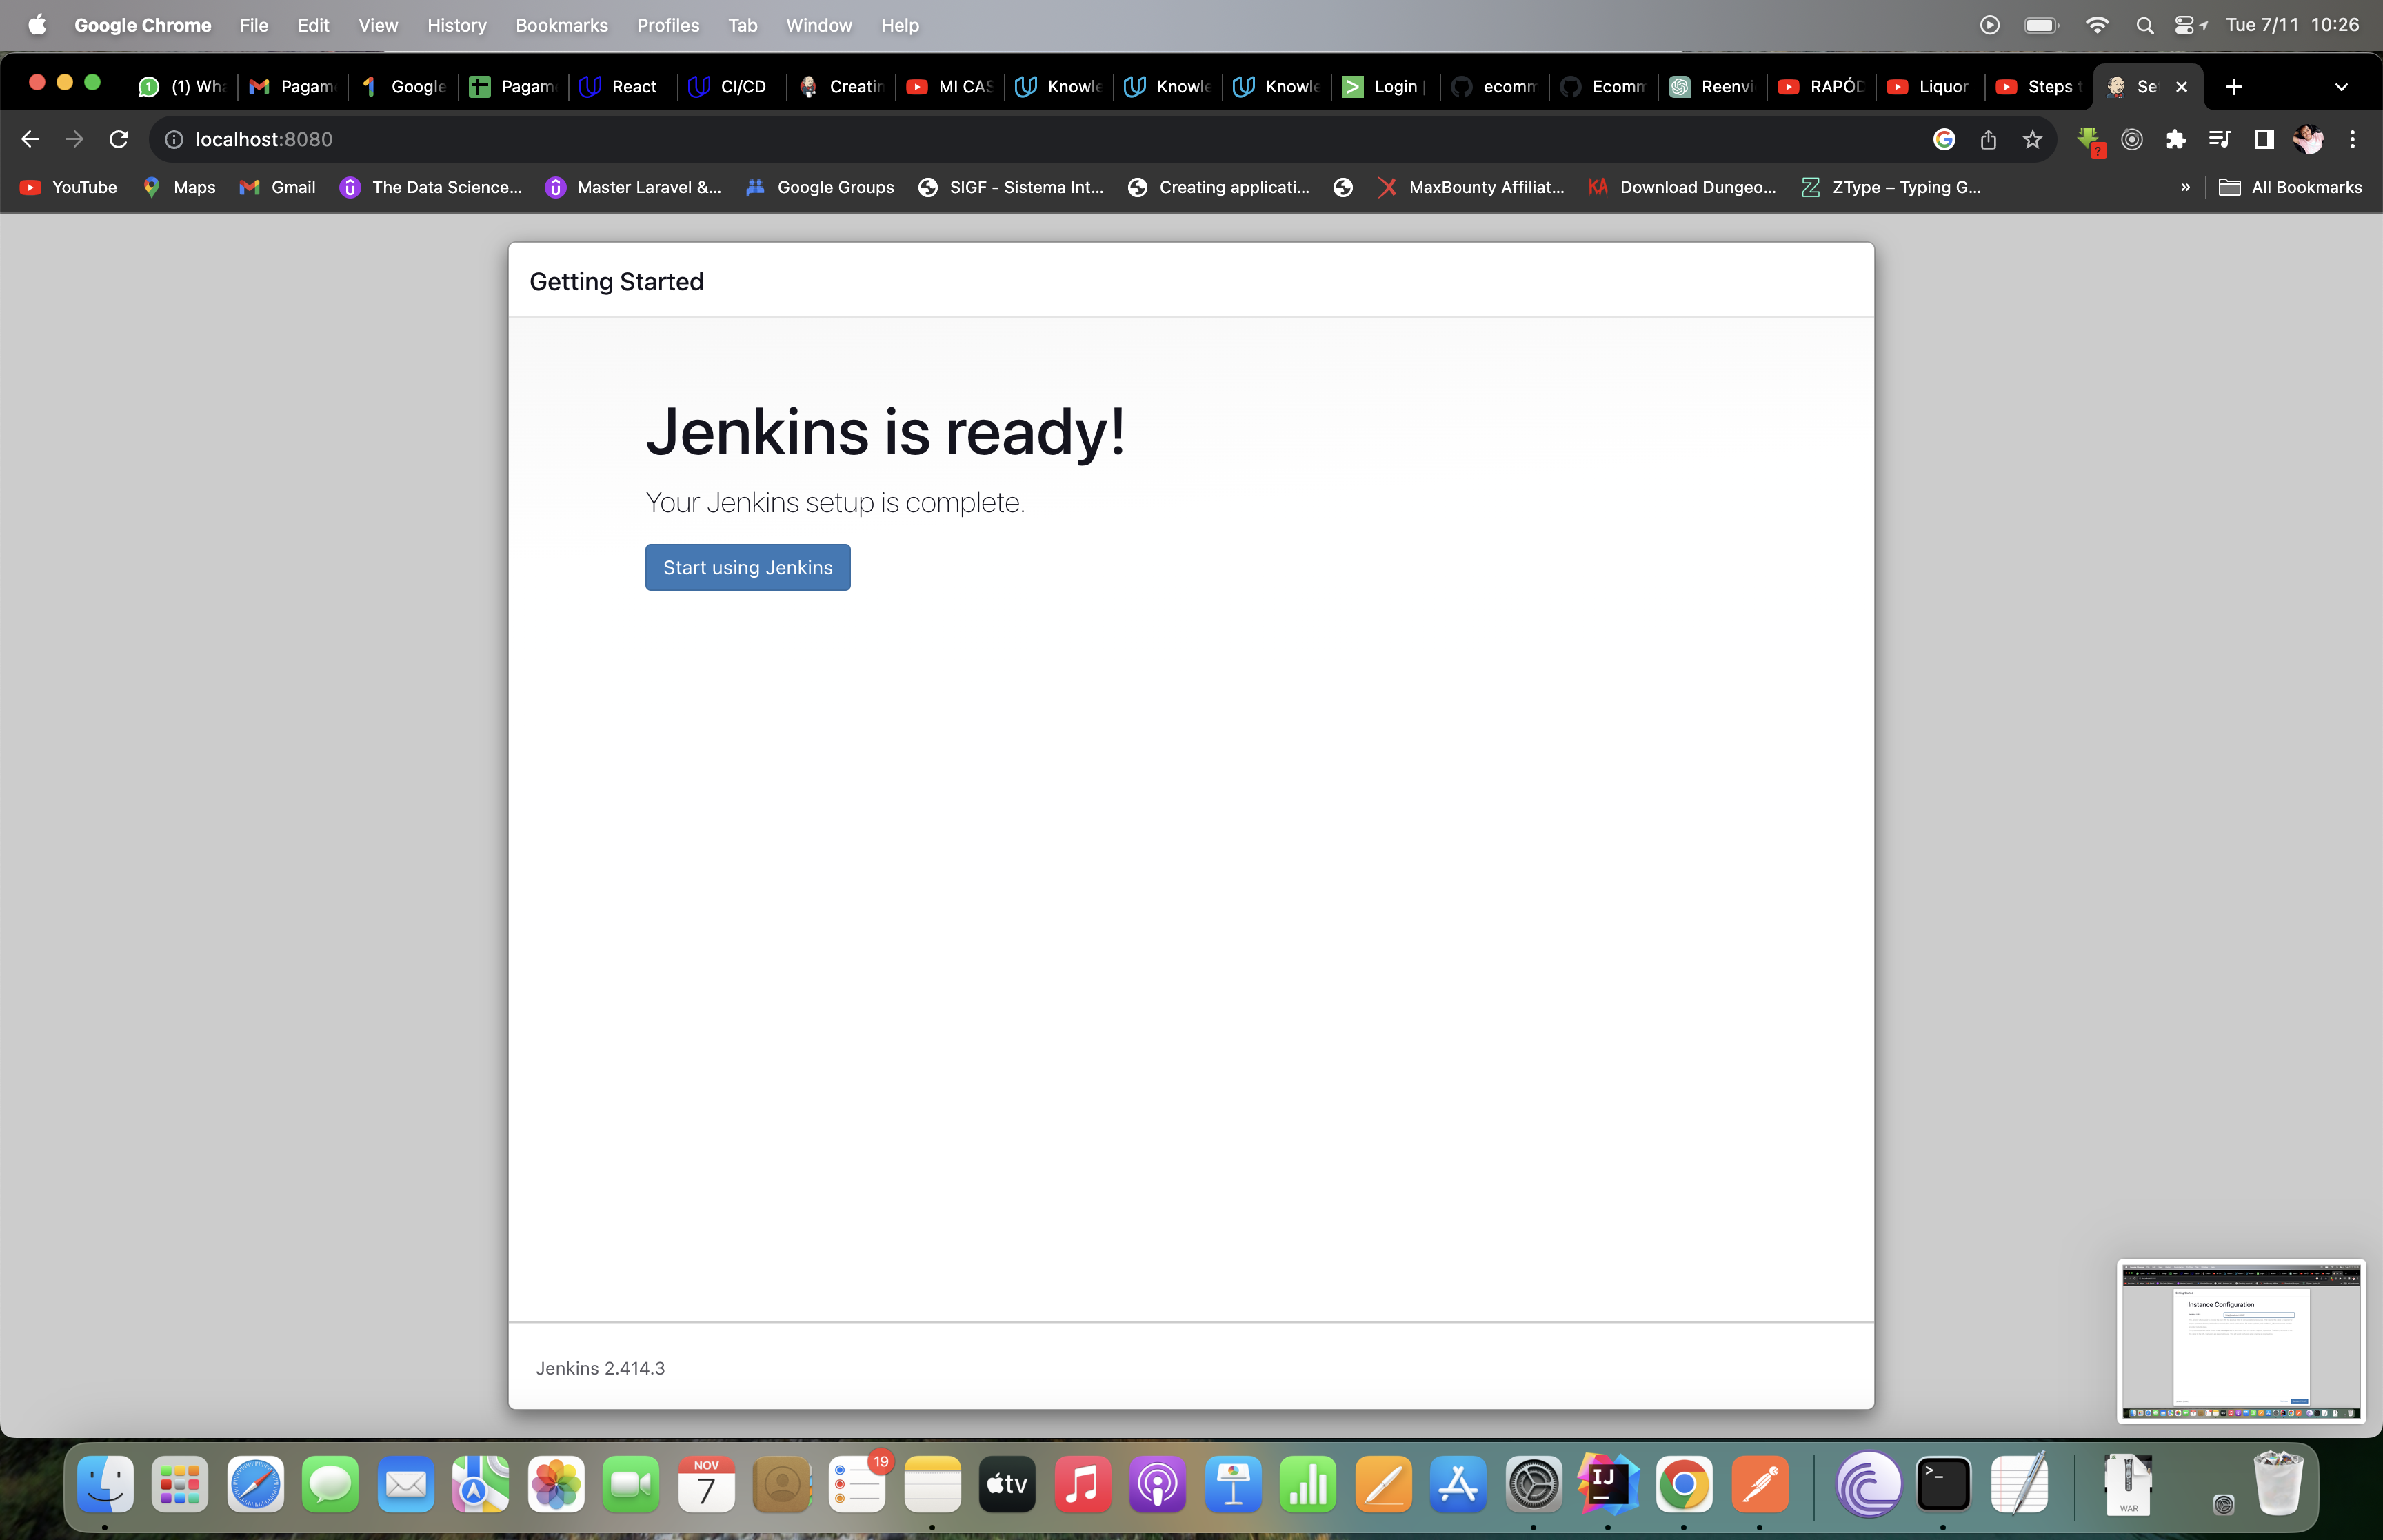 Google Chrome File Edit View History Bookmarks Profiles Tab Window Help Tue 7/11 10:26
1 (1) Wha Pagam Google Pagam React CI/CD Creatin MI CAS Knowle Knowle Knowle Login ecomm Ecomm Reenvi RAPÓD Liquor Steps t Se
localhost:8080
YouTube Maps Gmail The Data Science... Master Laravel &... Google Groups SIGF - Sistema Int... Creating applicati... MaxBounty Affiliat... KA Download Dungeo... ZType – Typing G... » All Bookmarks
Getting Started
Jenkins is ready!
Your Jenkins setup is complete.
Start using Jenkins
Instance Configuration
Jenkins 2.414.3
NOV
7
19
tv
IJ
>_
WAR